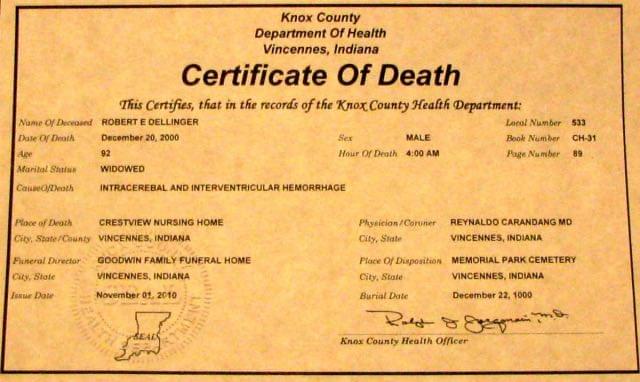 Knox County
Department Of Health
Vincennes, Indiana
Certificate Of Death
This Certifies, that in the records of the Knox County Health Department:
Name Of Deceased ROBERT E DELLINGER Local Number 533
Date Of Death December 20, 2000 Sex MALE Book Number CH-31
Age 92 Hour Of Death 4:00 AM Page Number 89
Marital Status WIDOWED
CauseOfDeath INTRACEREBAL AND INTERVENTRICULAR HEMORRHAGE
Place of Death CRESTVIEW NURSING HOME Physician/Coroner REYNALDO CARANDANG MD
City, State/County VINCENNES, INDIANA City, State VINCENNES, INDIANA
Funeral Director GOODWIN FAMILY FUNERAL HOME Place Of Disposition MEMORIAL PARK CEMETERY
City, State VINCENNES, INDIANA City, State VINCENNES, INDIANA
Issue Date November 01, 2010 Burial Date December 22, 1000
SEAL
Knox County Health Officer